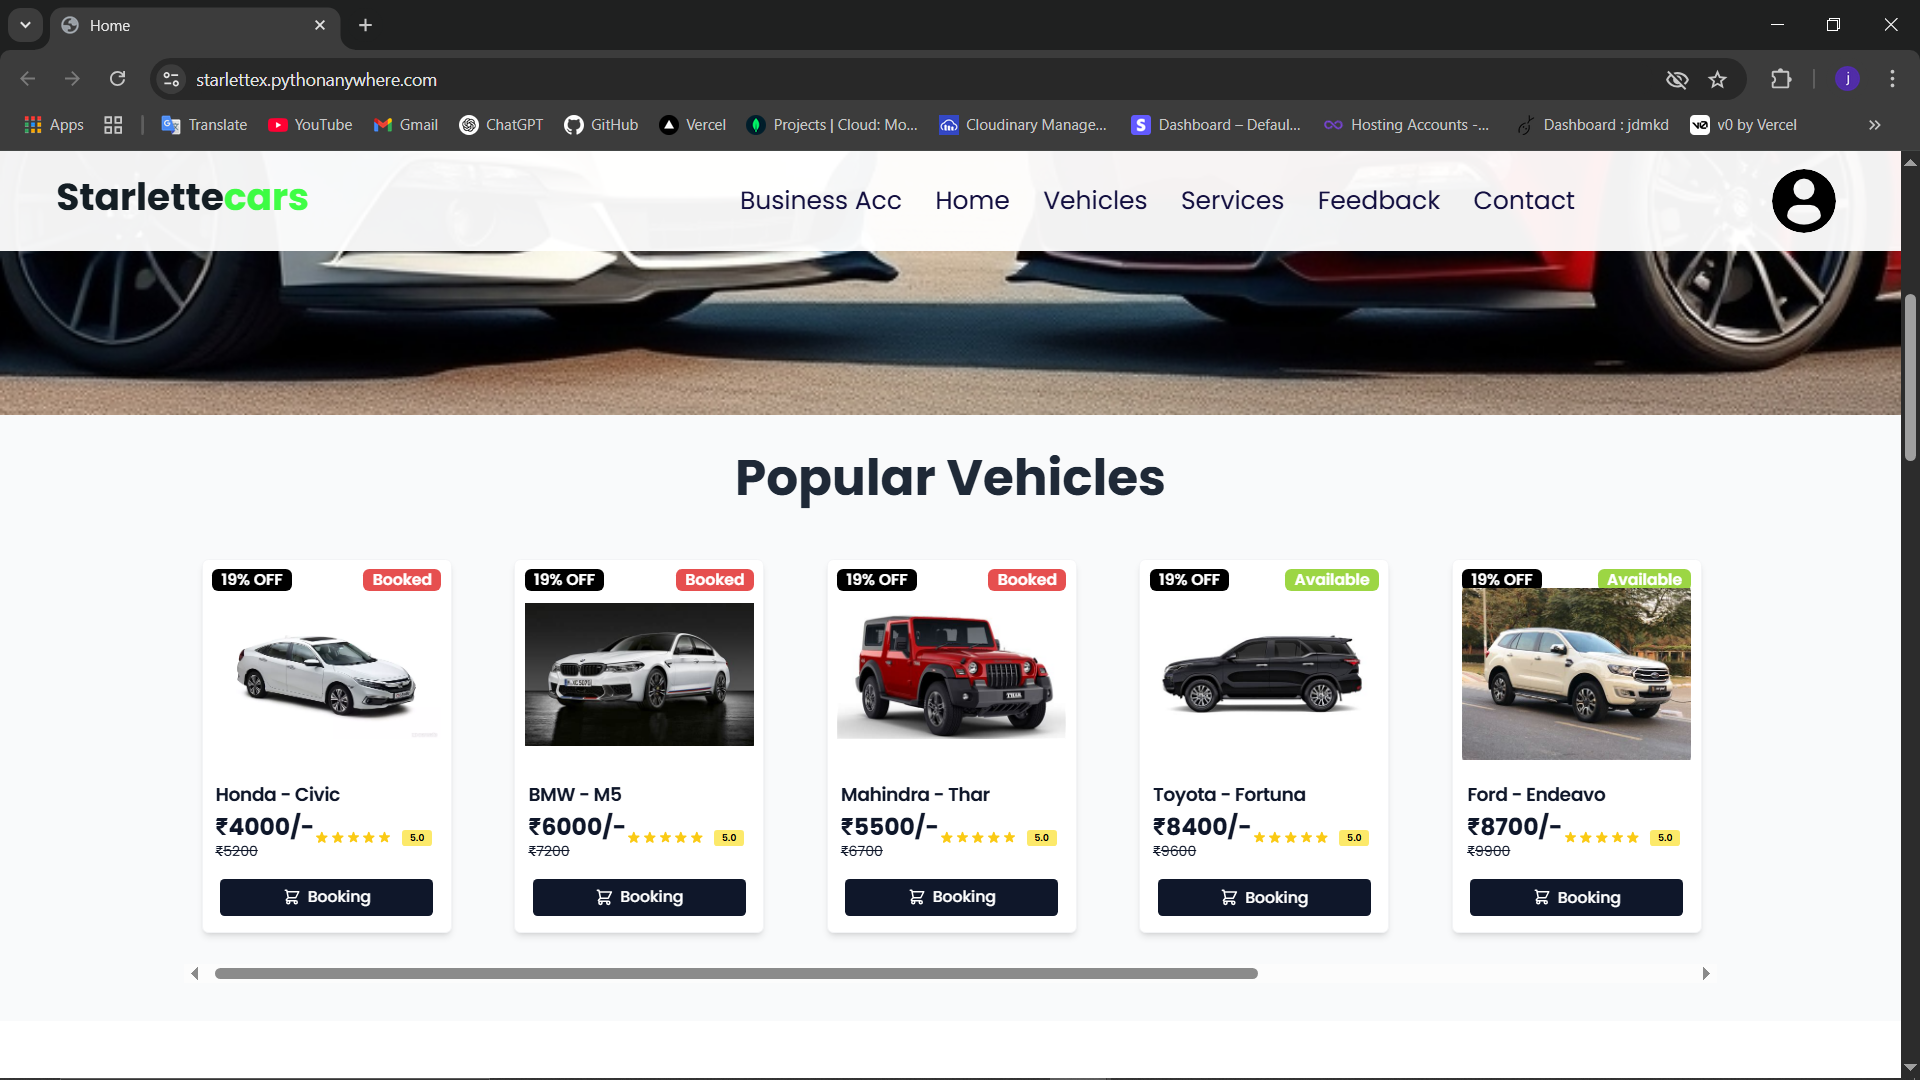 Home
starlettex.pythonanywhere.com
j
Apps
Translate
YouTube
Gmail
ChatGPT
GitHub
Vercel
Projects | Cloud: Mo...
Cloudinary Manage...
S Dashboard – Defaul...
Hosting Accounts -...
Dashboard : jdmkd
v0 v0 by Vercel
»
Starlettecars
Business Acc
Home
Vehicles
Services
Feedback
Contact
Popular Vehicles
19% OFF Booked
Honda - Civic
₹4000/-
5.0
₹5200
Booking
19% OFF Booked
BMW - M5
₹6000/-
5.0
₹7200
Booking
19% OFF Booked
THAR
Mahindra - Thar
₹5500/-
5.0
₹6700
Booking
19% OFF Available
Toyota - Fortuna
₹8400/-
5.0
₹9600
Booking
19% OFF Available
Ford - Endeavo
₹8700/-
5.0
₹9900
Booking